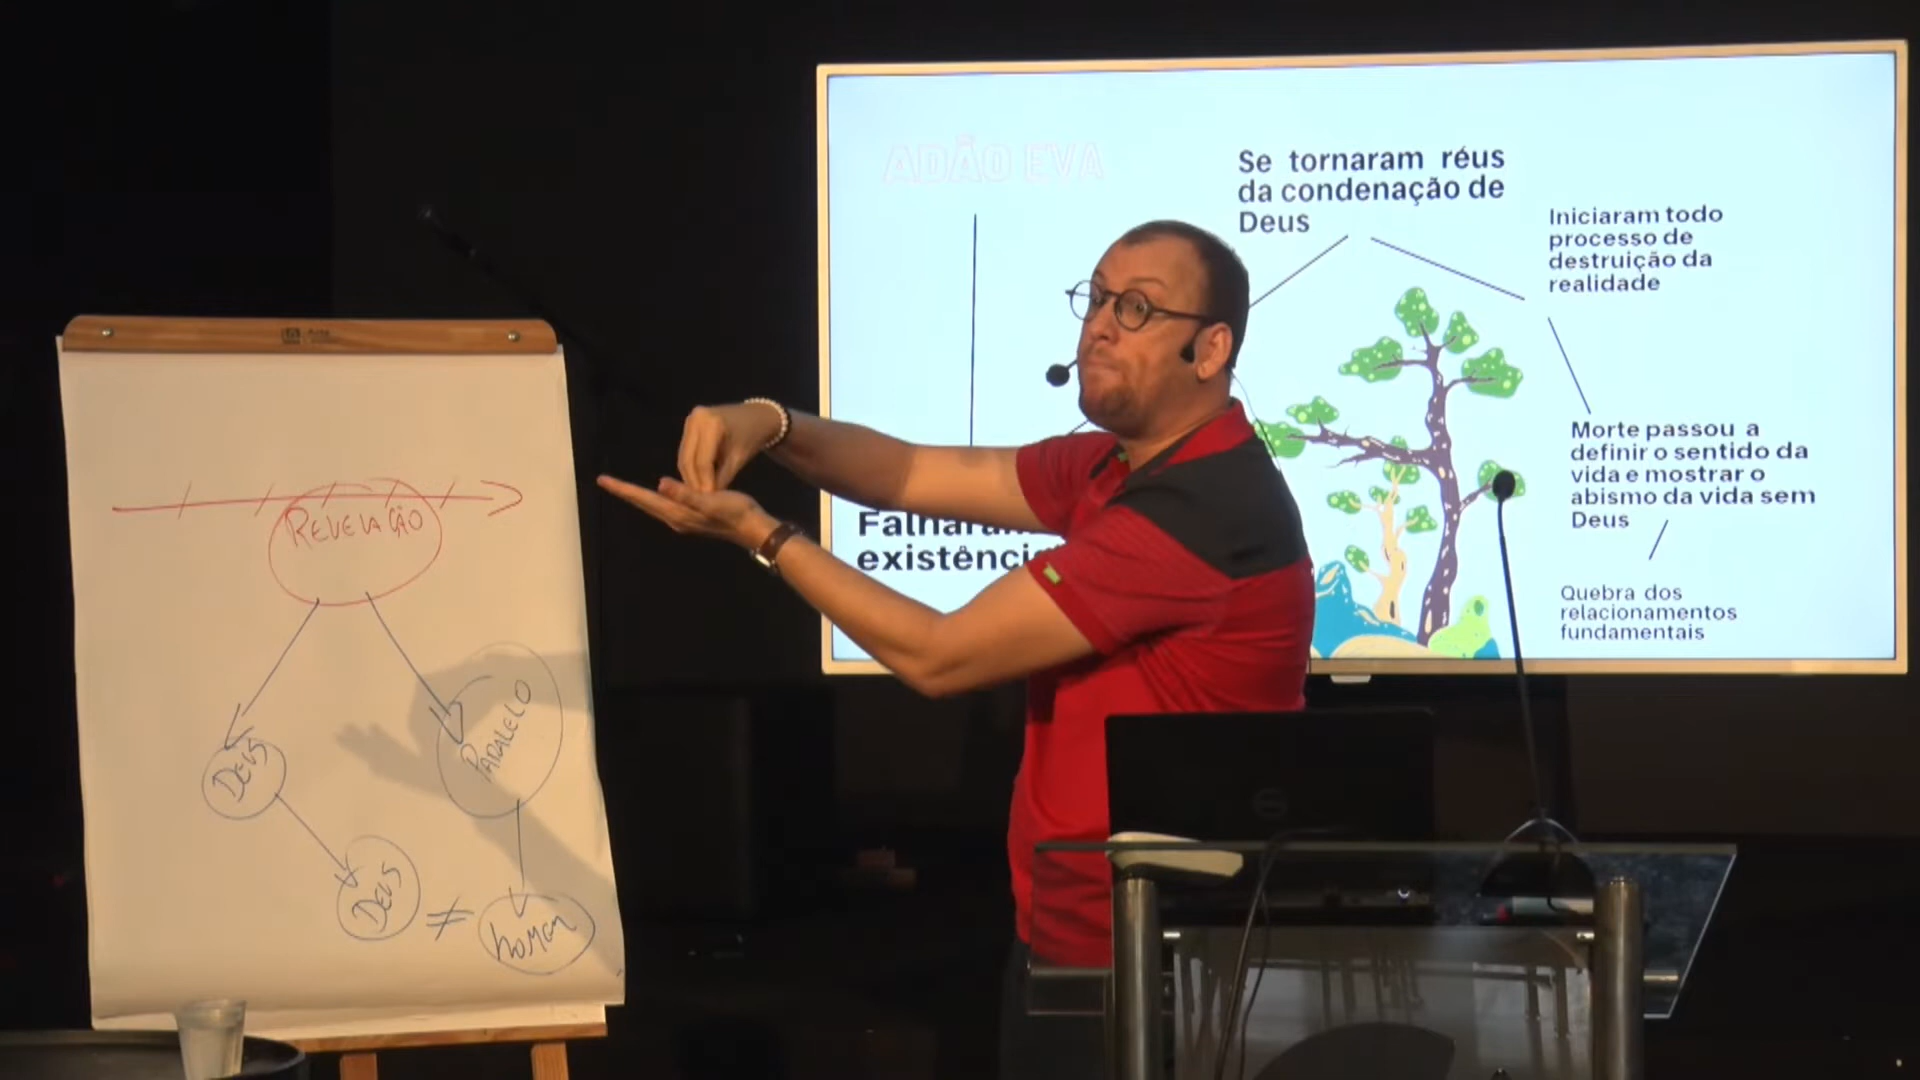 REVELAÇÃO
DEUS
PARALELO
DEUS
≠
homem
ADÃO EVA
Se tornaram réus
da condenação de
Deus
Iniciaram todo
processo de
destruição da
realidade
Morte passou a
definir o sentido da
vida e mostrar o
abismo da vida sem
Deus
Quebra dos
relacionamentos
fundamentais